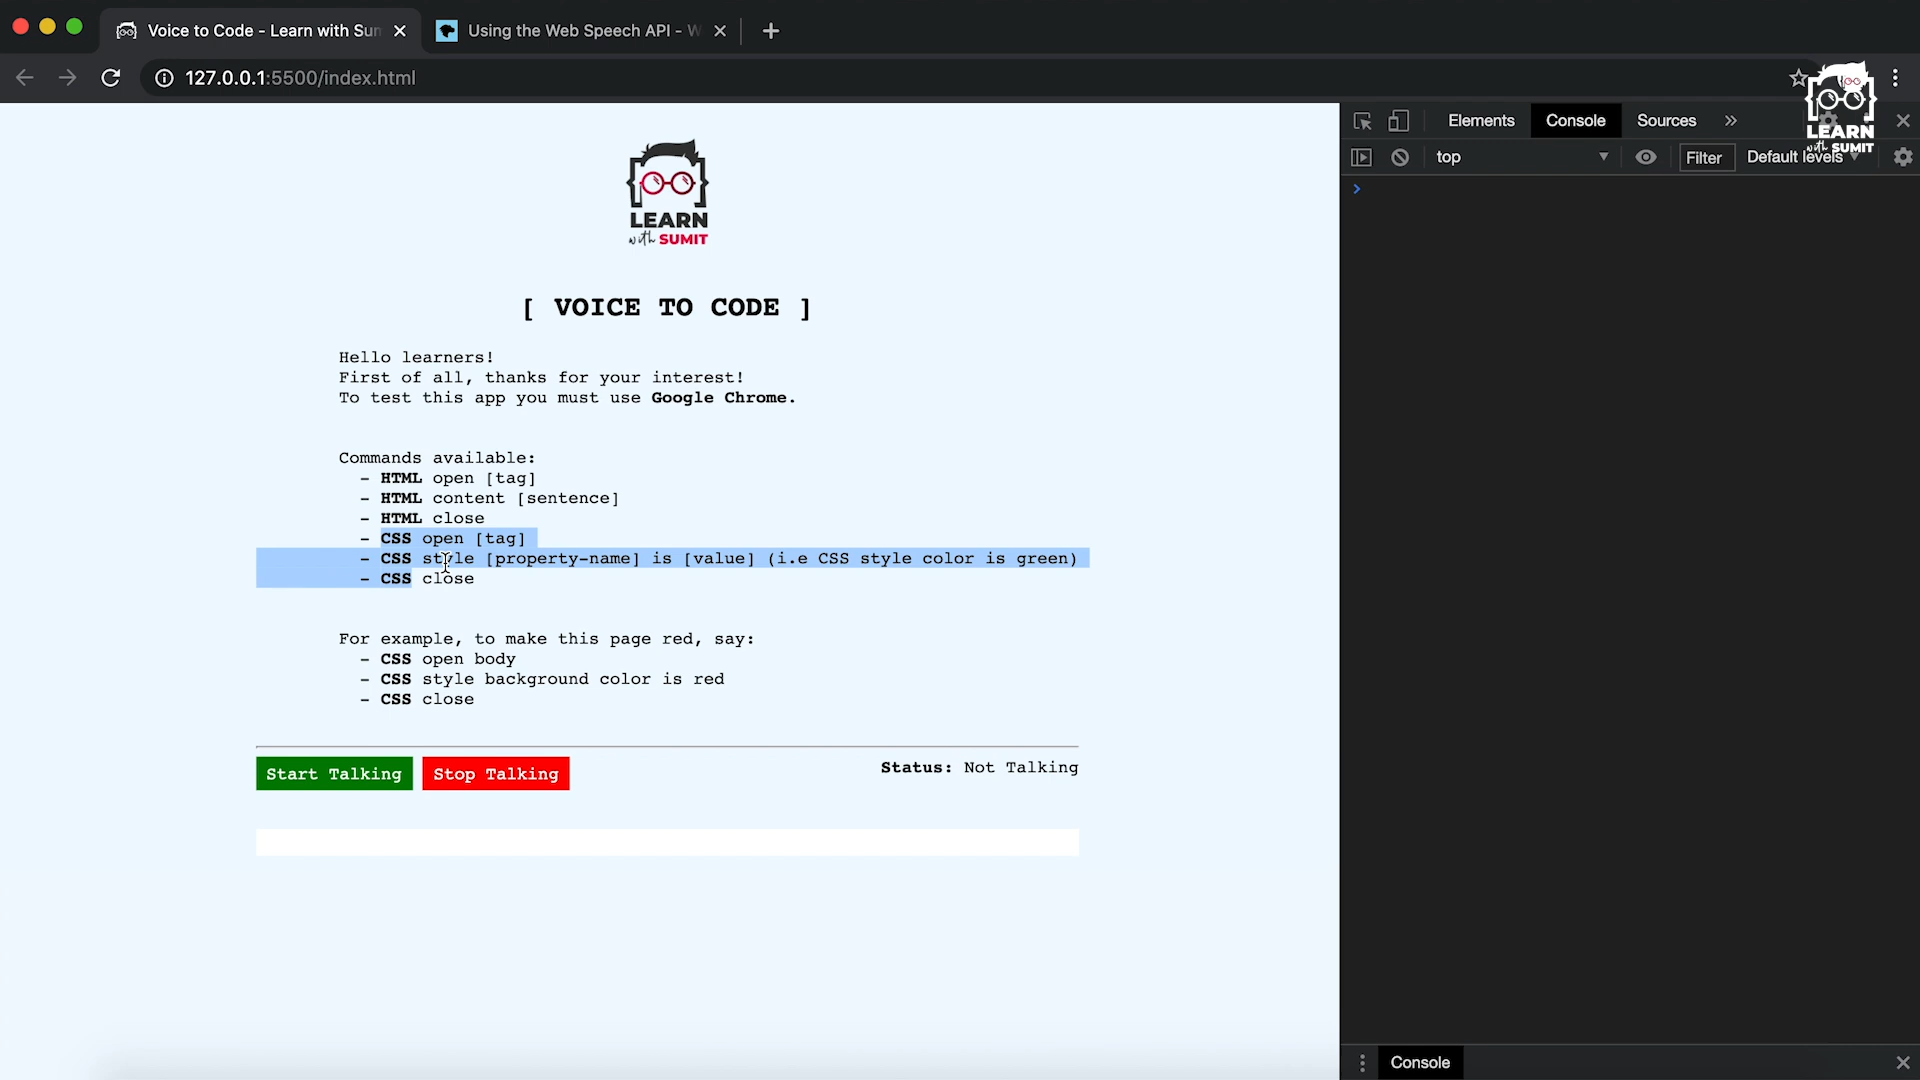 Voice to Code - Learn with Sum
Using the Web Speech API - W
127.0.0.1:5500/index.html
LEARN
with SUMIT
Elements Console Sources
top Filter Default levels
LEARN
with SUMIT
[ VOICE TO CODE ]
Hello learners!
First of all, thanks for your interest!
To test this app you must use Google Chrome.
Commands available:
- HTML open [tag]
- HTML content [sentence]
- HTML close
- CSS open [tag]
- CSS style [property-name] is [value] (i.e CSS style color is green)
- CSS close
For example, to make this page red, say:
- CSS open body
- CSS style background color is red
- CSS close
Start Talking Stop Talking Status: Not Talking
Console